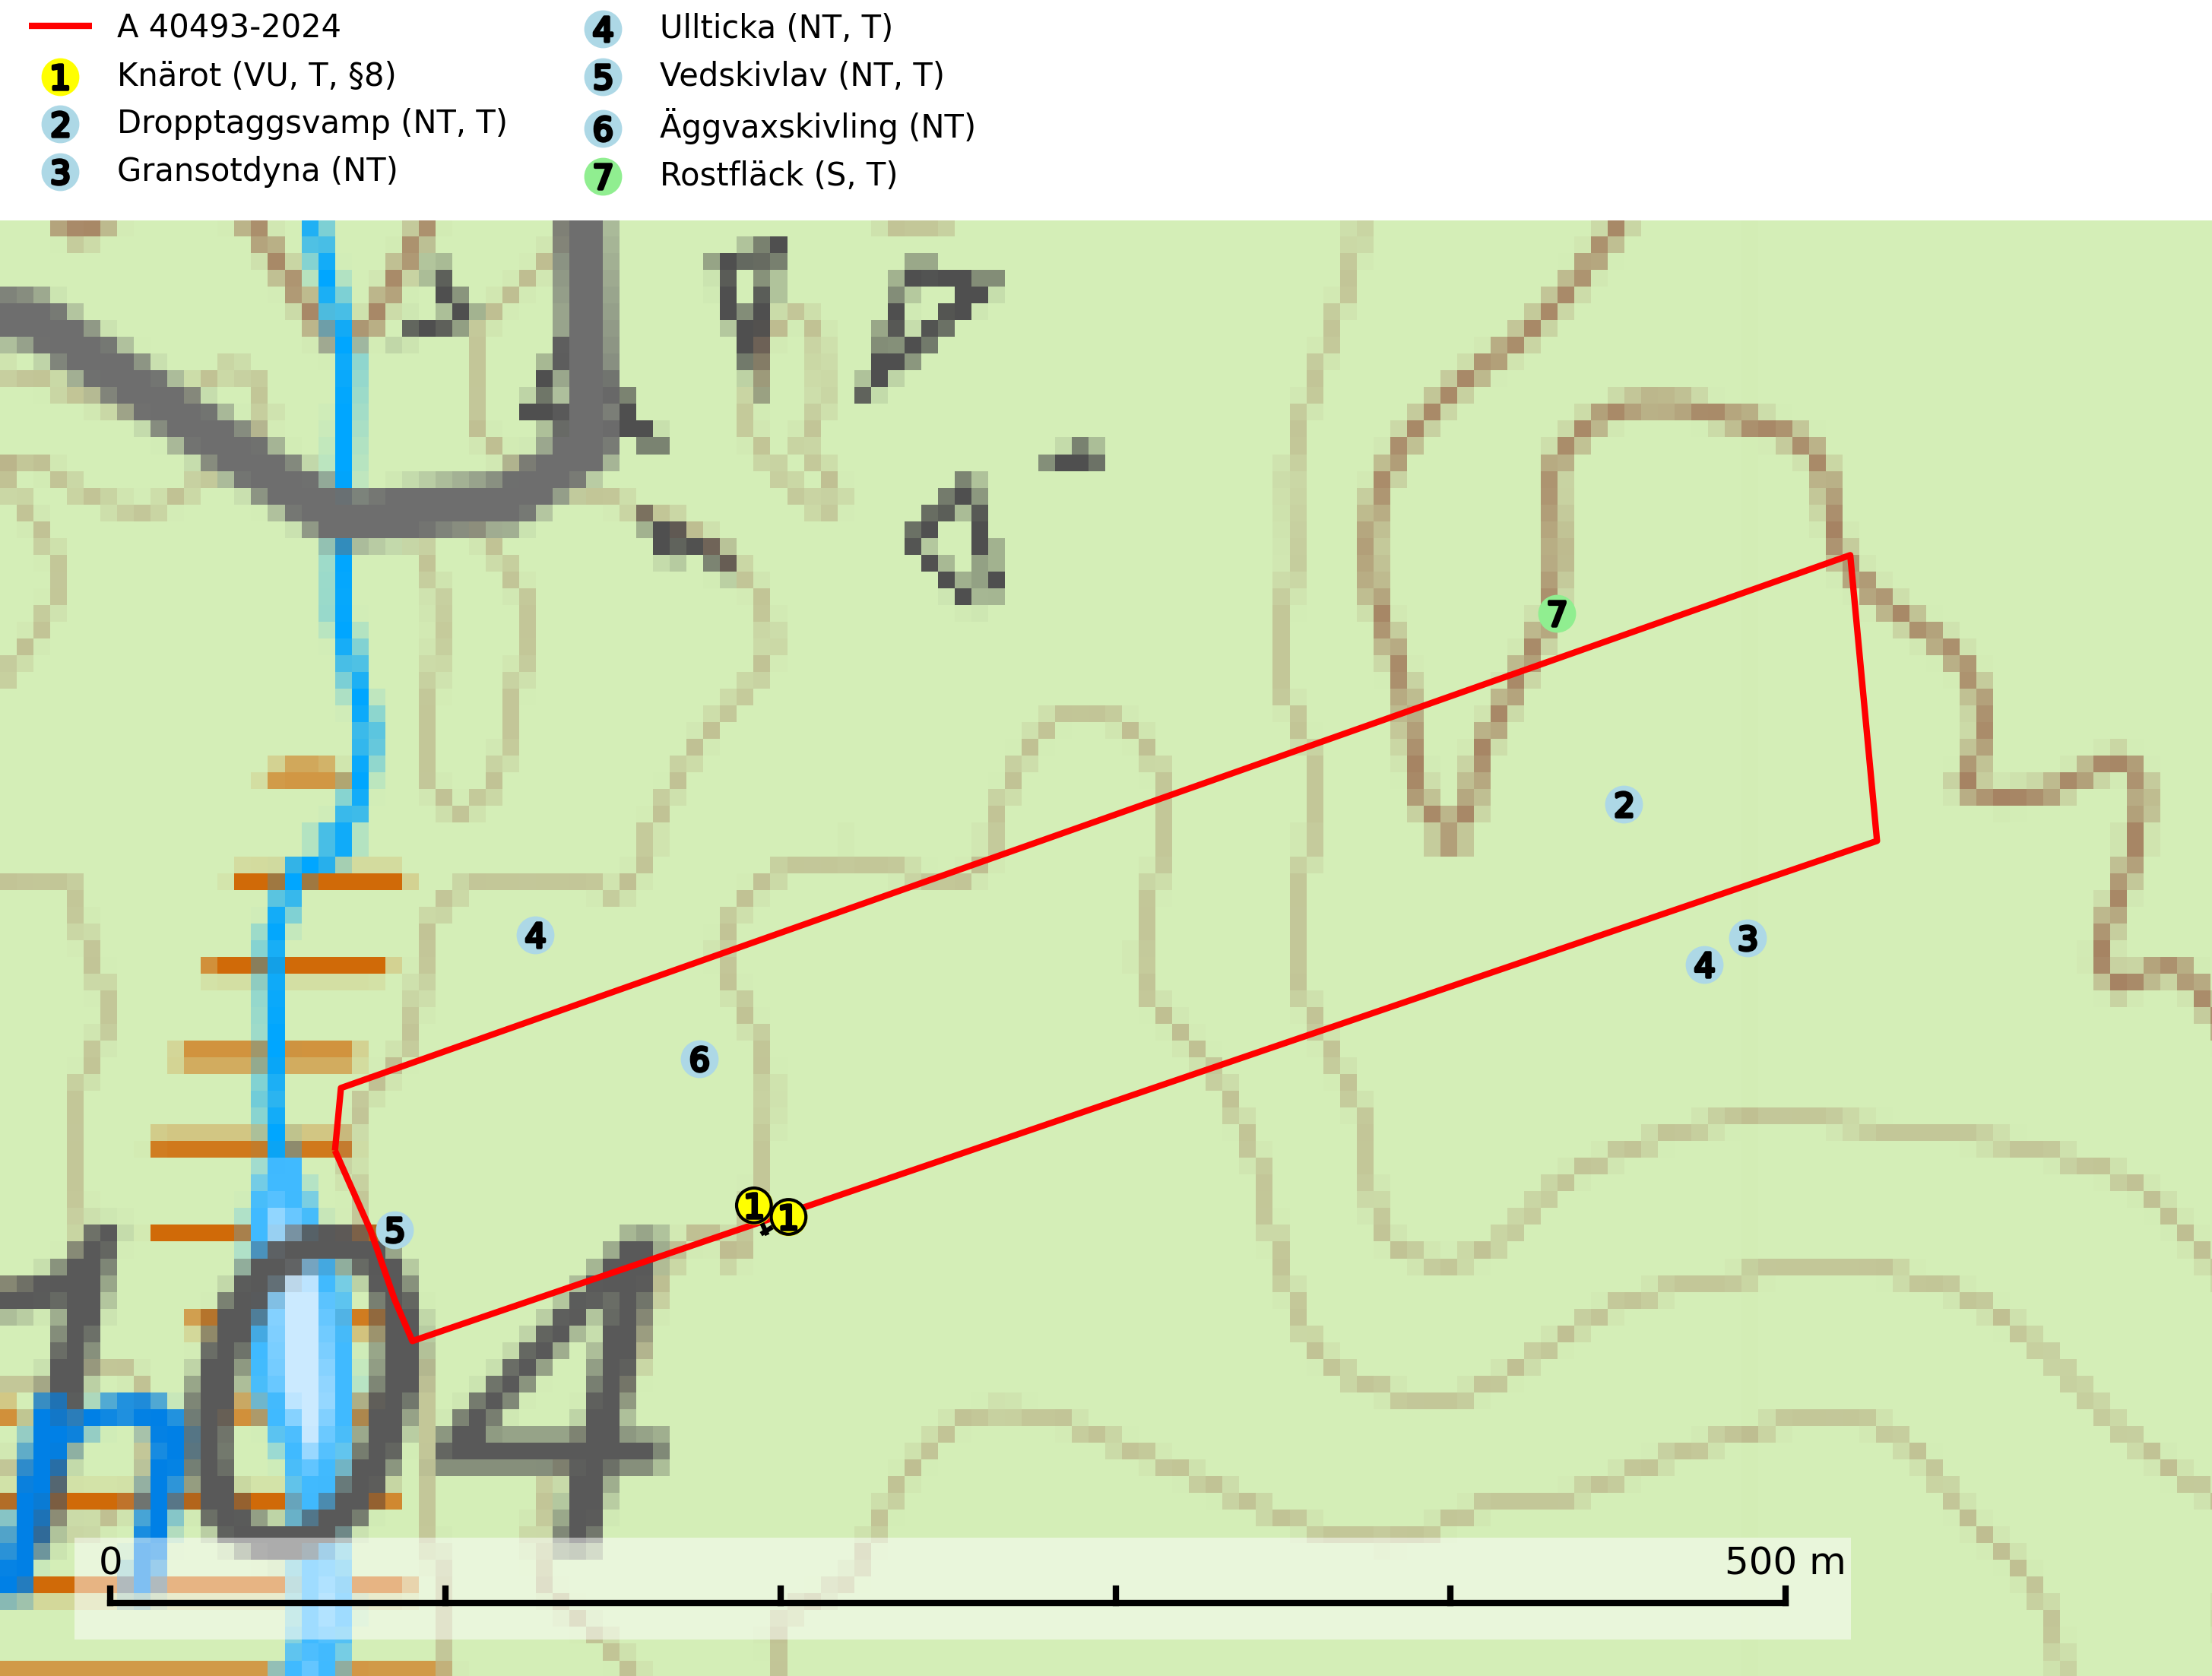 A 40493-2024
1 Knärot (VU, T, §8)
2 Dropptaggsvamp (NT, T)
3 Gransotdyna (NT)
4 Ullticka (NT, T)
5 Vedskivlav (NT, T)
6 Äggvaxskivling (NT)
7 Rostfläck (S, T)
7
2
4
3
4
6
1 1
5
104
0 500 m